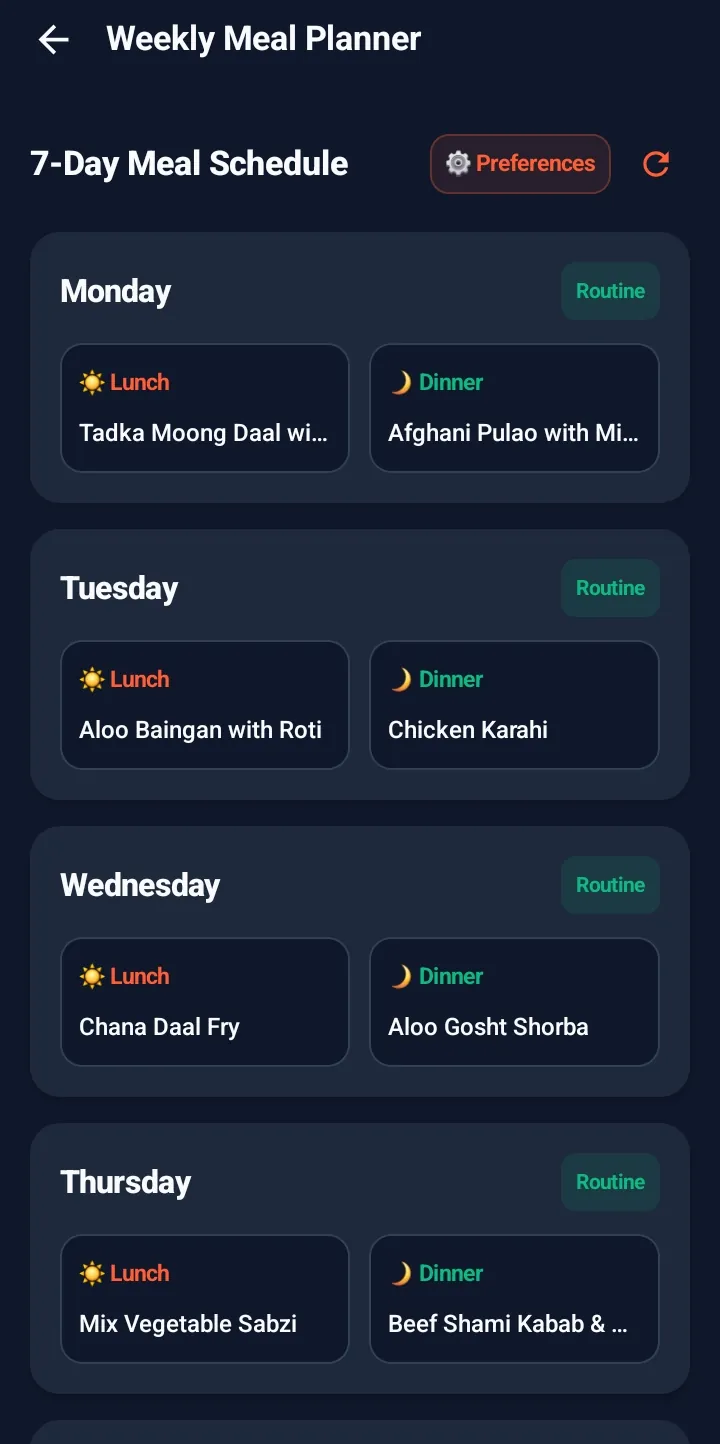 Weekly Meal Planner
7-Day Meal Schedule
Preferences
Monday
Routine
Lunch
Tadka Moong Daal wi...
Dinner
Afghani Pulao with Mi...
Tuesday
Routine
Lunch
Aloo Baingan with Roti
Dinner
Chicken Karahi
Wednesday
Routine
Lunch
Chana Daal Fry
Dinner
Aloo Gosht Shorba
Thursday
Routine
Lunch
Mix Vegetable Sabzi
Dinner
Beef Shami Kabab & ...